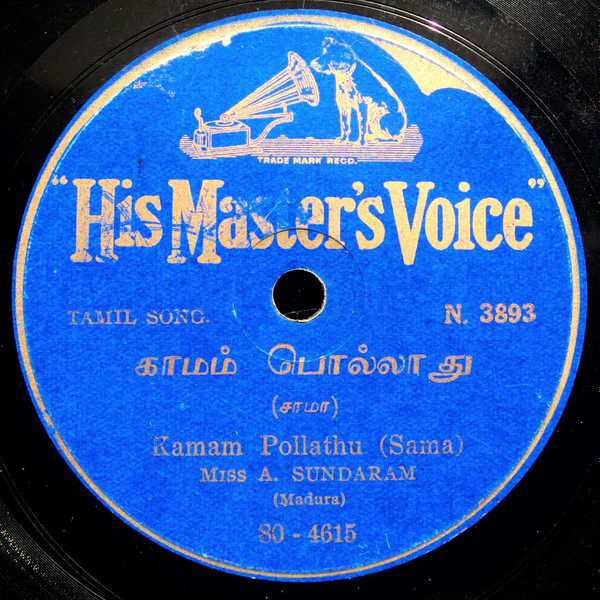 TRADE MARK REGD.
"His Master's Voice"
TAMIL SONG. N. 3893
காமம் பொல்லாது
(சாமா)
Kamam Pollathu (Sama)
MISS A. SUNDARAM
(Madura)
80 - 4615